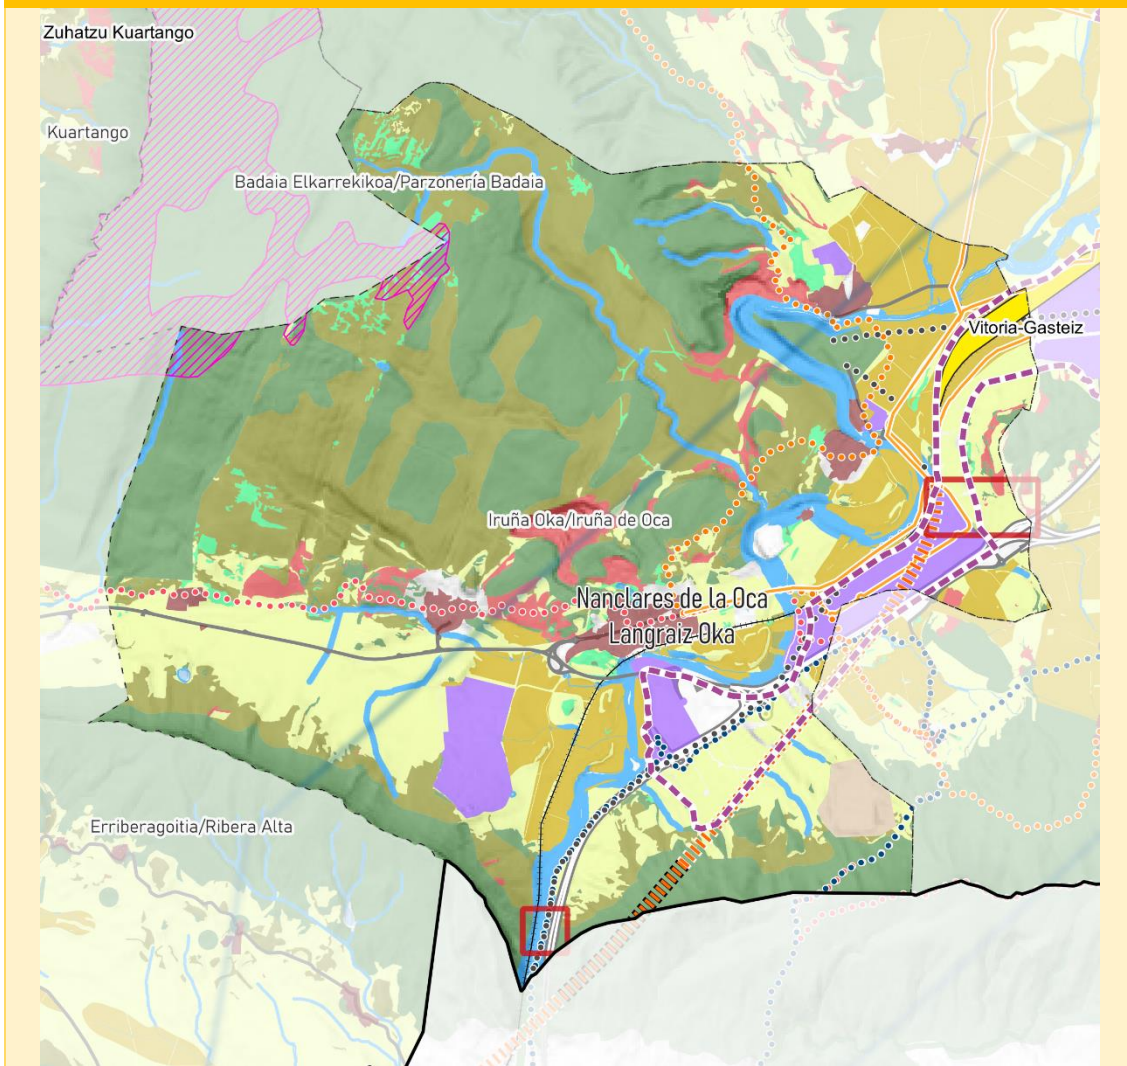 Zuhatzu Kuartango
Kuartango
Badaia Elkarrekikoa/Parzonería Badaia
Vitoria-Gasteiz
Iruña Oka/Iruña de Oca
Nanclares de la Oca
Langraiz Oka
Erriberagoitia/Ribera Alta